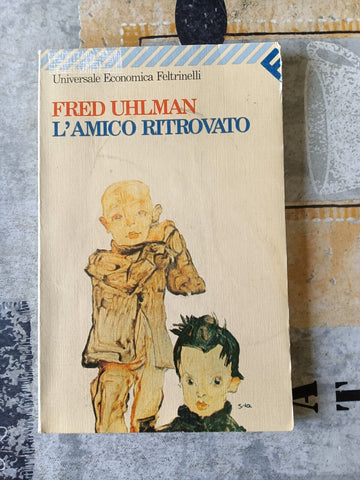 F
Universale Economica Feltrinelli
FRED UHLMAN
L'AMICO RITROVATO
A T